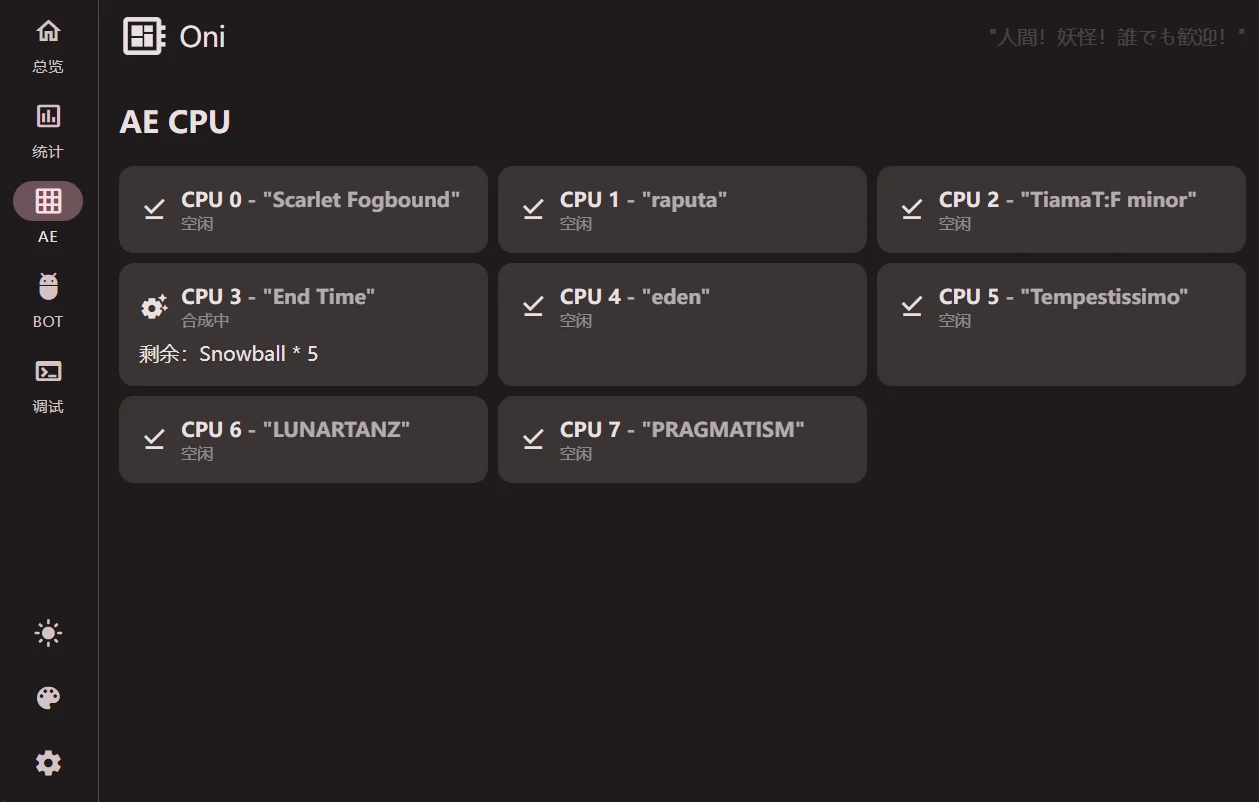 总览
统计
AE
BOT
调试
Oni
"人間！妖怪！誰でも歓迎！"
AE CPU
CPU 0 - "Scarlet Fogbound"
空闲
CPU 1 - "raputa"
空闲
CPU 2 - "TiamaT:F minor"
空闲
CPU 3 - "End Time"
合成中
剩余：Snowball * 5
CPU 4 - "eden"
空闲
CPU 5 - "Tempestissimo"
空闲
CPU 6 - "LUNARTANZ"
空闲
CPU 7 - "PRAGMATISM"
空闲